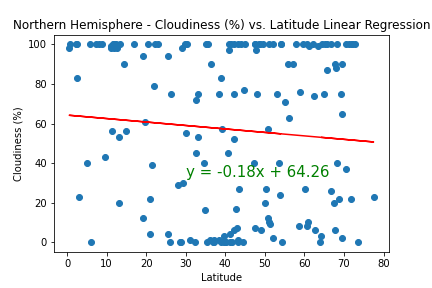 Northern Hemisphere - Cloudiness (%) vs. Latitude Linear Regression
100
80
60
40
20
0
Cloudiness (%)
y = -0.18x + 64.26
0 10 20 30 40 50 60 70 80
Latitude